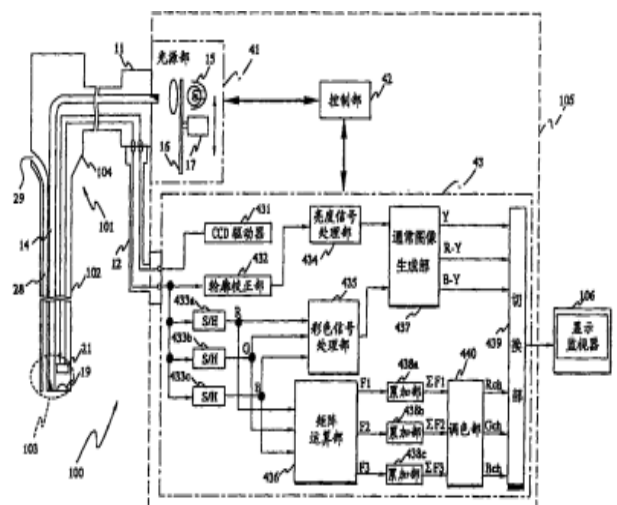 11
光源部
15
41
16
17
控制部
42
105
43
29
104
101
14
12
28
102
21
19
103
100
431
CCD 驱动器
432
轮廓校正部
亮度信号
处理部
434
通常图像
生成部
437
Y
R-Y
B-Y
切
换
部
439
106
显示
监视器
433a
S/H
R
433b
S/H
G
433c
S/H
B
435
彩色信号
处理部
矩阵
运算部
436
F1
F2
F3
438a
累加部
438b
累加部
438c
累加部
ΣF1
ΣF2
ΣF3
440
调色部
Rch
Gch
Bch